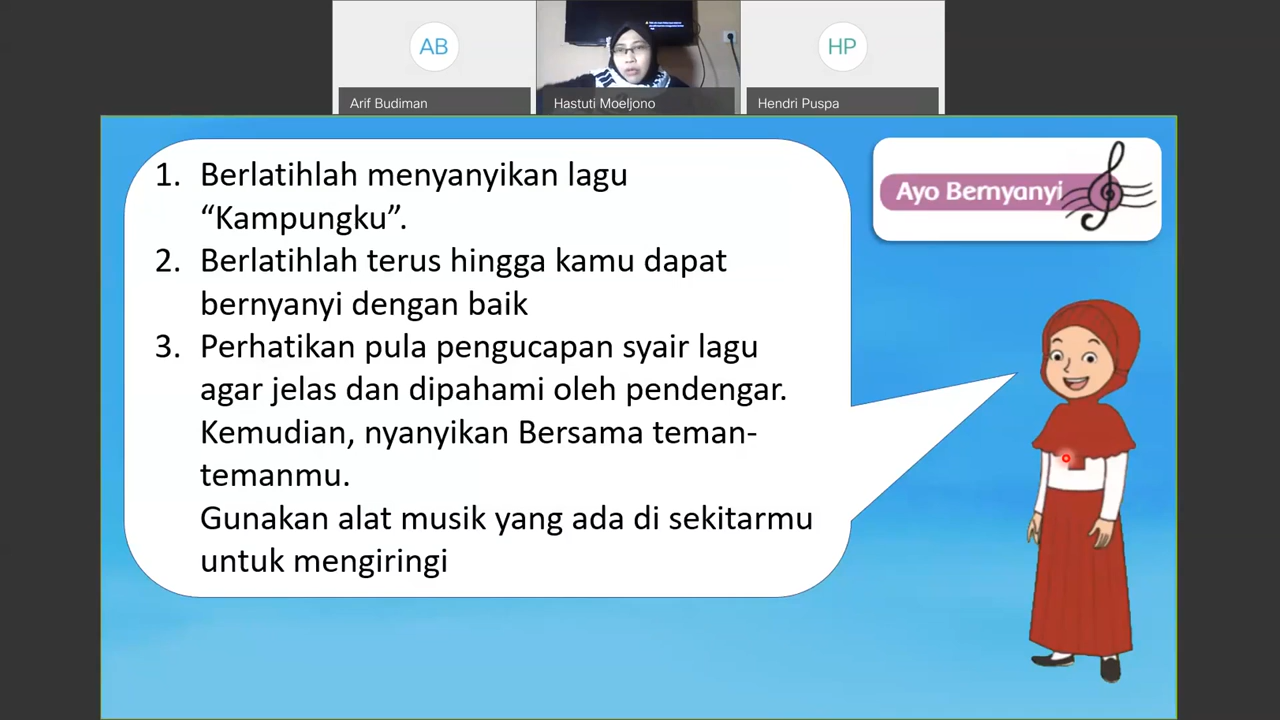 AB
HP
Arif Budiman
Hastuti Moeljono
Hendri Puspa
1. Berlatihlah menyanyikan lagu
“Kampungku”.
2. Berlatihlah terus hingga kamu dapat
bernyanyi dengan baik
3. Perhatikan pula pengucapan syair lagu
agar jelas dan dipahami oleh pendengar.
Kemudian, nyanyikan Bersama teman-
temanmu.
Gunakan alat musik yang ada di sekitarmu
untuk mengiringi
Ayo Bernyanyi